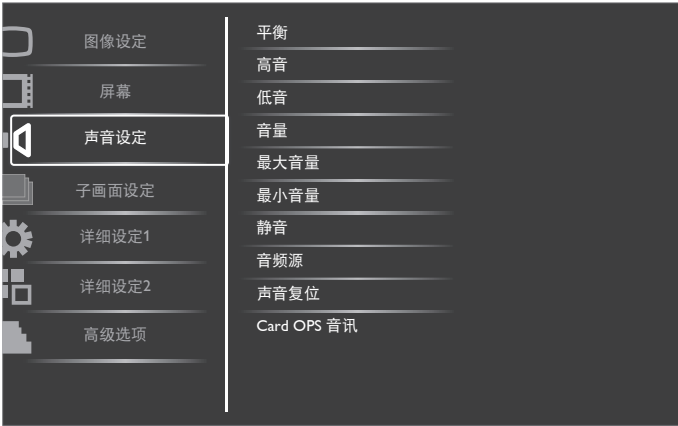 图像设定
屏幕
声音设定
子画面设定
详细设定1
详细设定2
高级选项
平衡
高音
低音
音量
最大音量
最小音量
静音
音频源
声音复位
Card OPS 音讯